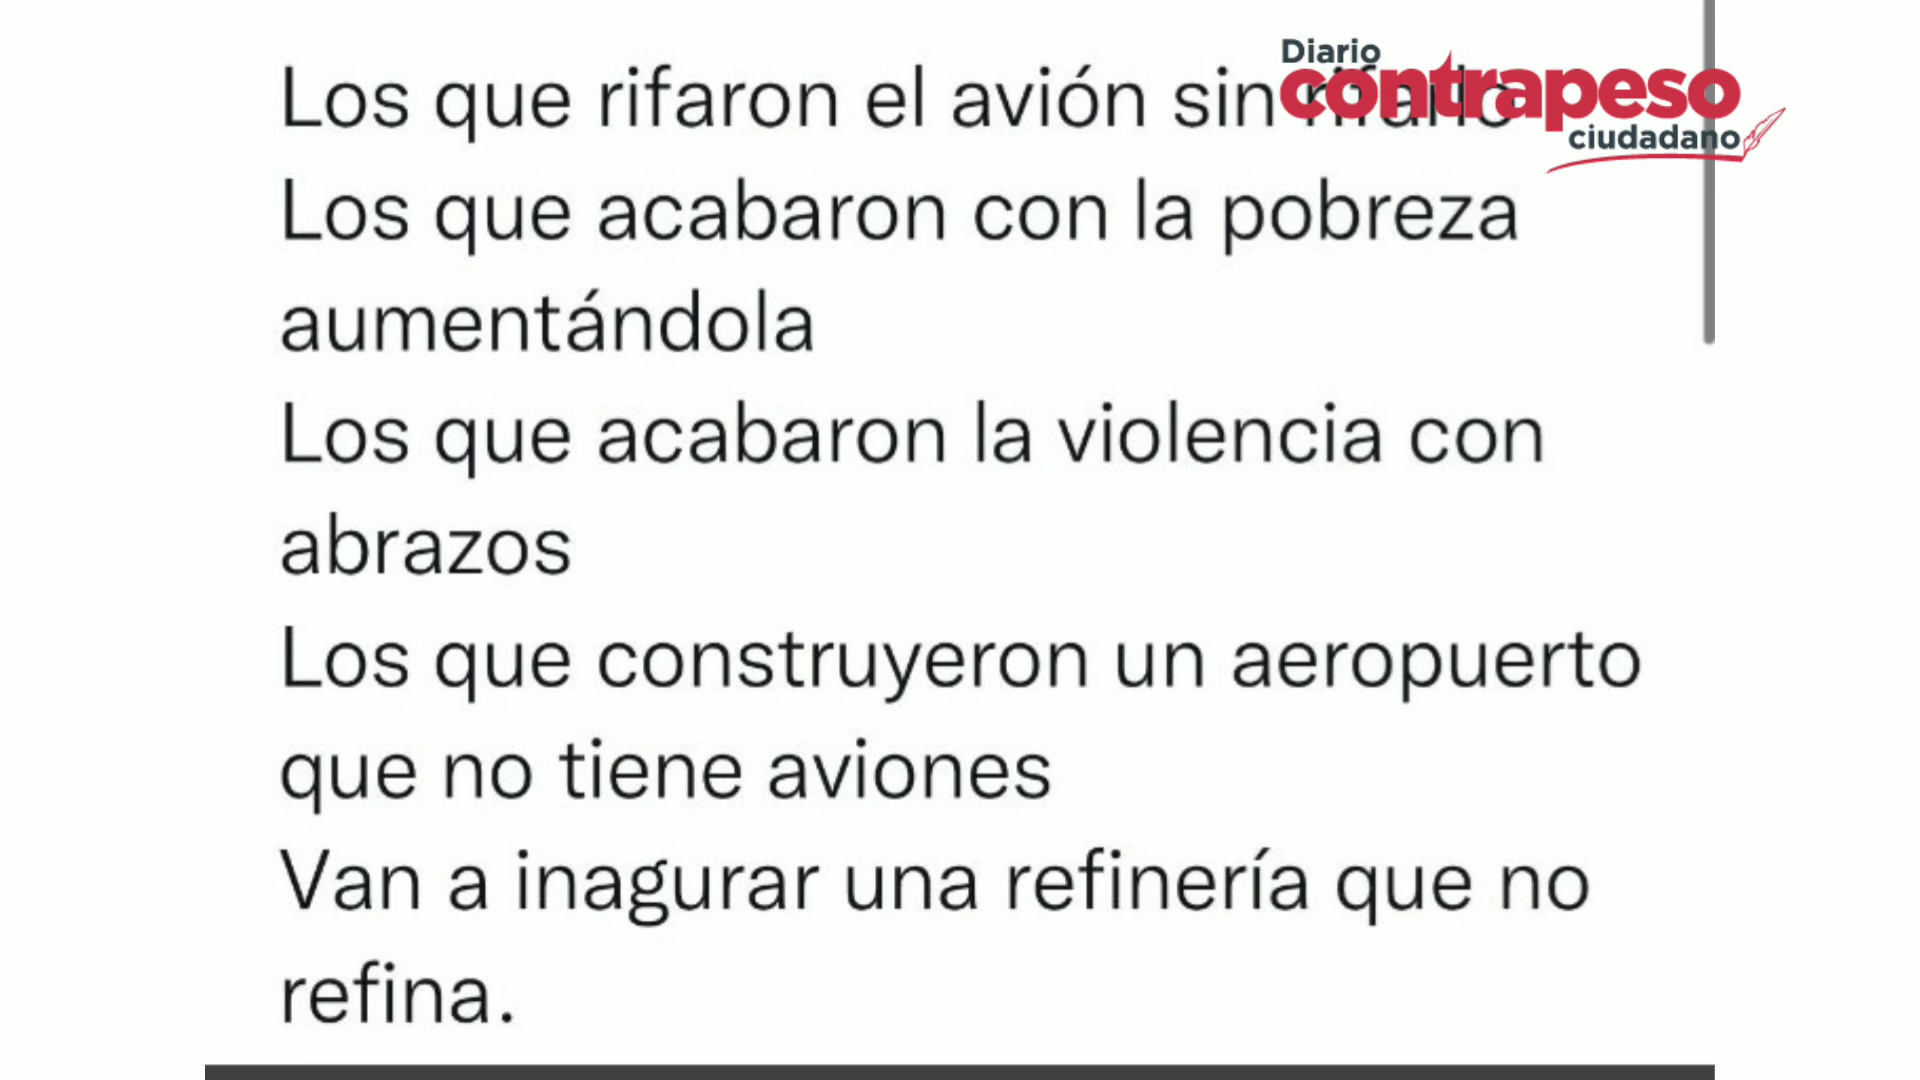 Diario
contrapeso
ciudadano
Los que rifaron el avión sin
Los que acabaron con la pobreza
aumentándola
Los que acabaron la violencia con
abrazos
Los que construyeron un aeropuerto
que no tiene aviones
Van a inagurar una refinería que no
refina.